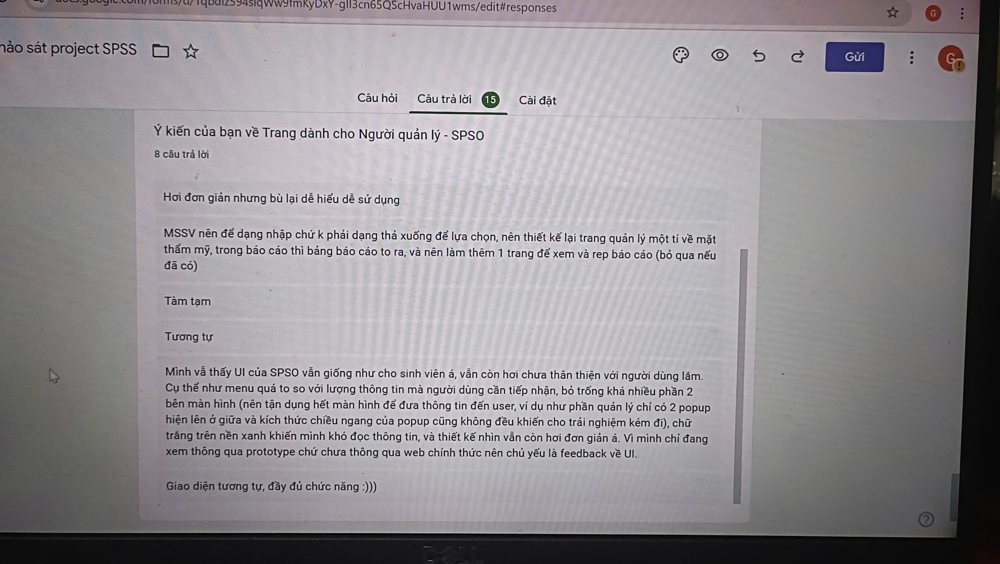 /edit#responses
G
sát project SPSS
Gửi
G
Câu hỏi Câu trả lời 15 Cài đặt
Ý kiến của bạn về Trang dành cho Người quản lý - SPSO
8 câu trả lời
Hơi đơn giản nhưng bù lại dễ hiểu dễ sử dụng
MSSV nên để dạng nhập chứ k phải dạng thả xuống để lựa chọn, nên thiết kế lại trang quản lý một tí về mặt
thẩm mỹ, trong báo cáo thì bảng báo cáo to ra, và nên làm thêm 1 trang để xem và rep báo cáo (bỏ qua nếu
đã có)
Tàm tạm
Tương tự
Mình vẫ thấy UI của SPSO vẫn giống như cho sinh viên á, vẫn còn hơi chưa thân thiện với người dùng lắm.
Cụ thể như menu quá to so với lượng thông tin mà người dùng cần tiếp nhận, bỏ trống khá nhiều phần 2
bên màn hình (nên tận dụng hết màn hình để đưa thông tin đến user, ví dụ như phần quản lý chỉ có 2 popup
hiện lên ở giữa và kích thức chiều ngang của popup cũng không đều khiến cho trải nghiệm kém đi), chữ
trắng trên nền xanh khiến mình khó đọc thông tin, và thiết kế nhìn vẫn còn hơi đơn giản á. Vì mình chỉ đang
xem thông qua prototype chứ chưa thông qua web chính thức nên chủ yếu là feedback về UI.
Giao diện tương tự, đầy đủ chức năng :)))
DELL